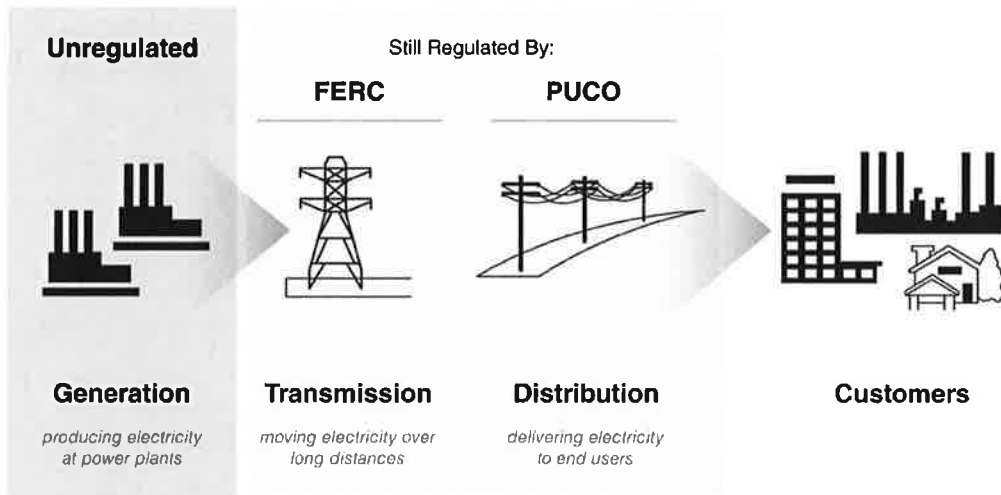 Unregulated
Still Regulated By:
FERC
PUCO
Generation
Transmission
Distribution
Customers
producing electricity
at power plants
moving electricity over
long distances
delivering electricity
to end users